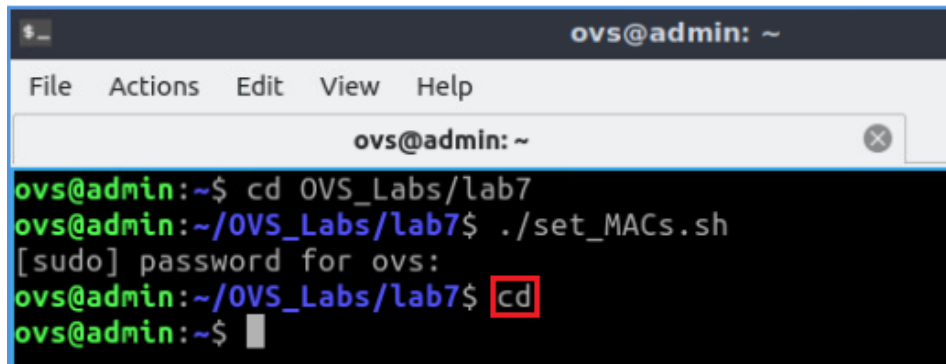 $_ ovs@admin: ~
File Actions Edit View Help
ovs@admin: ~
ovs@admin:~$ cd OVS_Labs/lab7
ovs@admin:~/OVS_Labs/lab7$ ./set_MACs.sh
[sudo] password for ovs:
ovs@admin:~/OVS_Labs/lab7$ cd
ovs@admin:~$